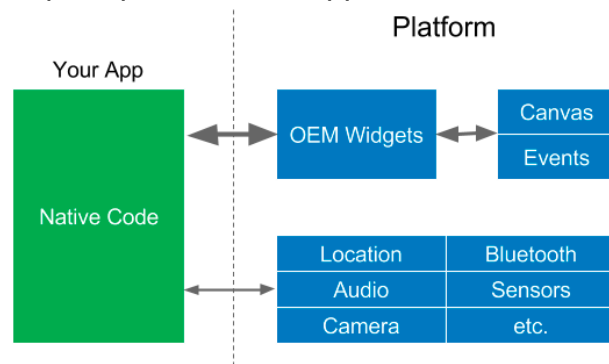 Platform
Your App
Native Code
OEM Widgets
Canvas
Events
Location
Bluetooth
Audio
Sensors
Camera
etc.